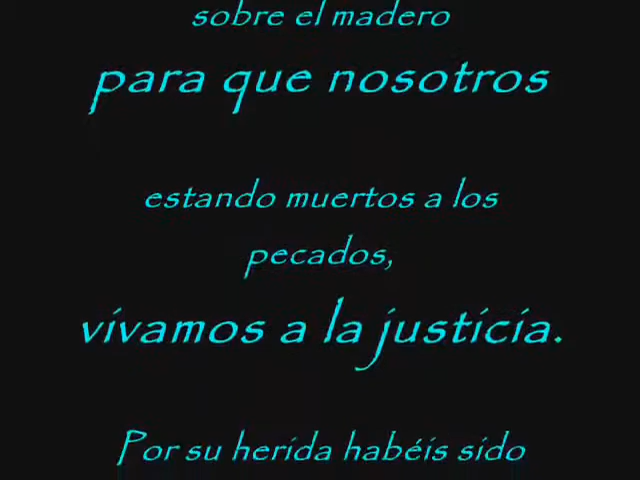 sobre el madero
para que nosotros
estando muertos a los
pecados,
vivamos a la justicia.
Por su herida habéis sido